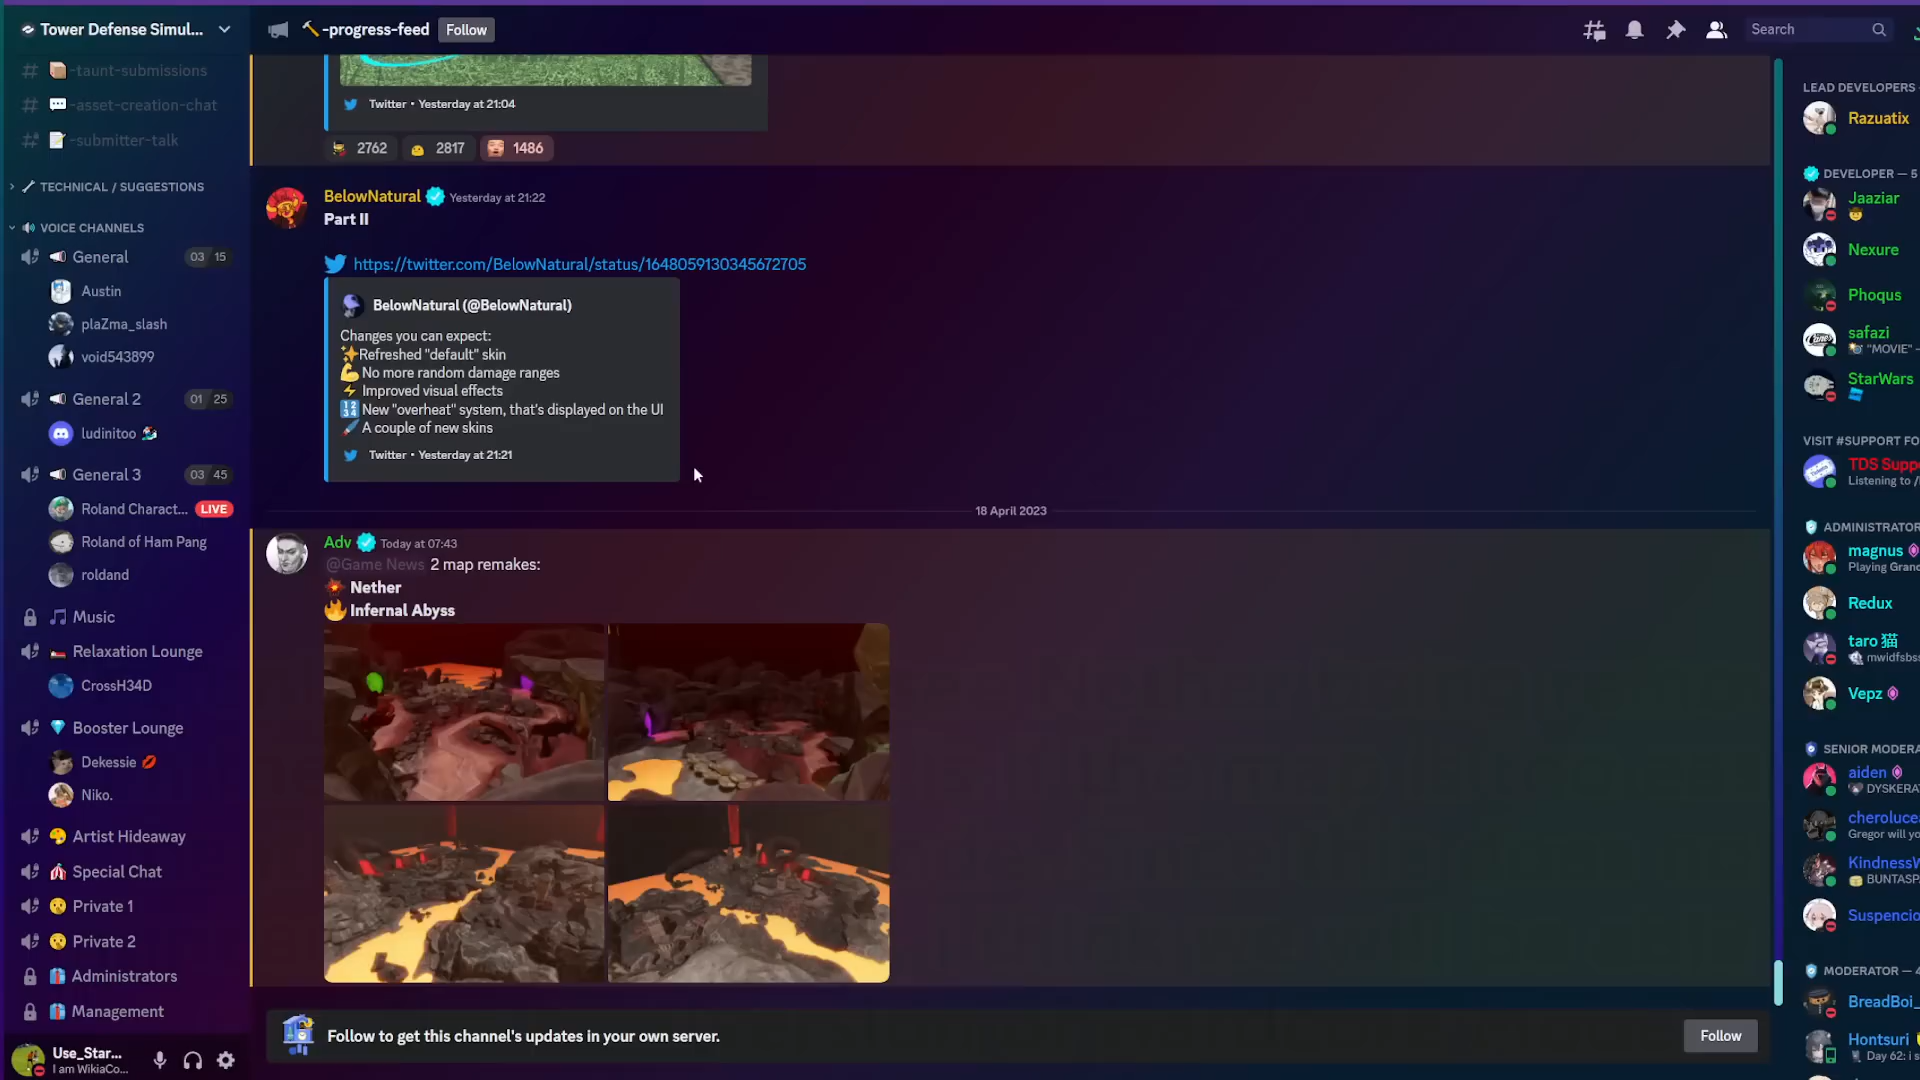 Tower Defense Simul...
-taunt-submissions
-asset-creation-chat
-submitter-talk
TECHNICAL / SUGGESTIONS
VOICE CHANNELS
General 03 15
Austin
plaZma_slash
void543899
General 2 01 25
ludinitoo
General 3 03 45
Roland Charact... LIVE
Roland of Ham Pang
roldand
Music
Relaxation Lounge
CrossH34D
Booster Lounge
Dekessie
Niko.
Artist Hideaway
Special Chat
Private 1
Private 2
Administrators
Management
Use_Star...
I am WikiaCo...
-progress-feed Follow
Search
Twitter • Yesterday at 21:04
2762 2817 1486
BelowNatural Yesterday at 21:22
Part II
https://twitter.com/BelowNatural/status/1648059130345672705
BelowNatural (@BelowNatural)
Changes you can expect:
Refreshed "default" skin
No more random damage ranges
Improved visual effects
New "overheat" system, that's displayed on the UI
A couple of new skins
Twitter • Yesterday at 21:21
18 April 2023
Adv Today at 07:43
@Game News 2 map remakes:
Nether
Infernal Abyss
Follow to get this channel's updates in your own server.
Follow
LEAD DEVELOPERS
Razuatix
DEVELOPER — 5
Jaaziar
Nexure
Phoqus
safazi
"MOVIE" –
StarWars
VISIT #SUPPORT FO
TDS Supp
Listening to /
ADMINISTRATOR
magnus
Playing Granc
Redux
taro 猫
mwidfsbss
Vepz
SENIOR MODERA
aiden
DYSKERA
cheroluce
Gregor will yo
KindnessW
BUNTASP
Suspencio
MODERATOR — 4
BreadBoi_
Hontsuri
Day 62: i s